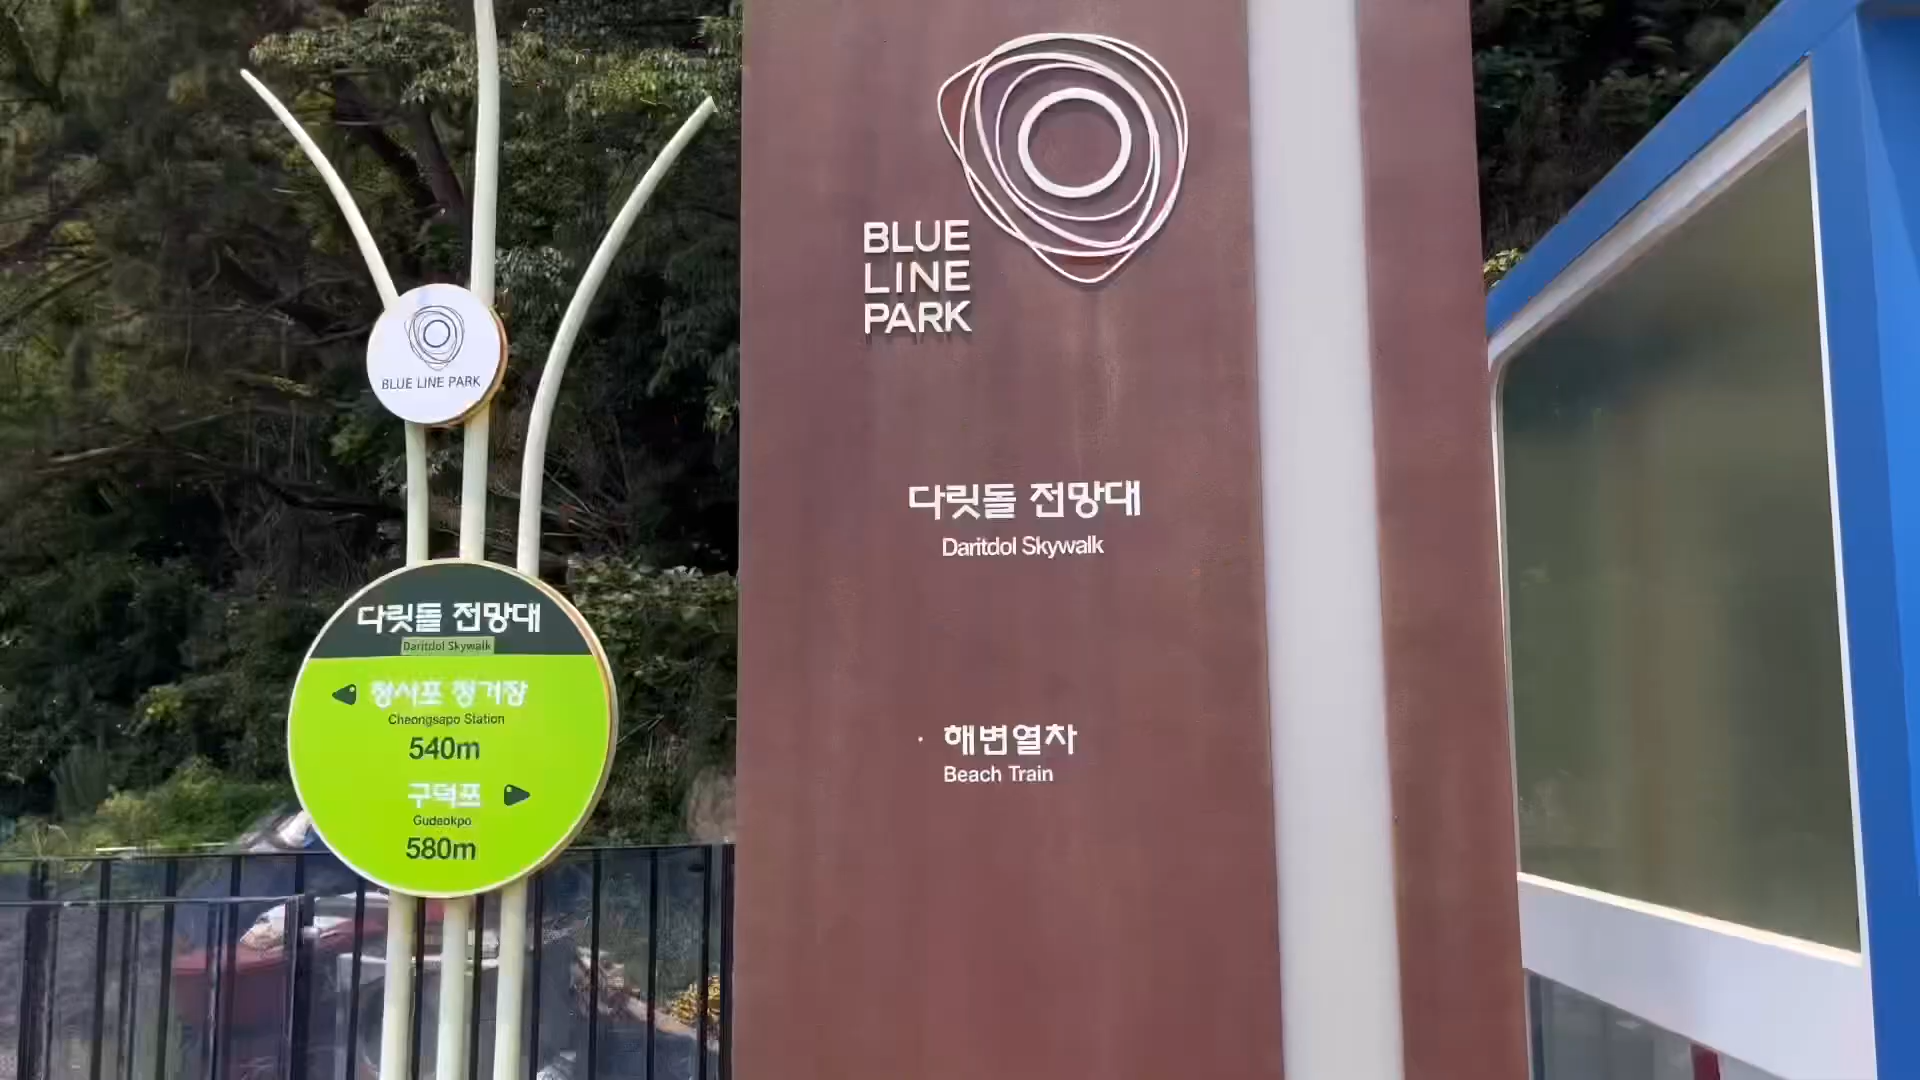 BLUE LINE PARK
다릿돌 전망대
Daritdol Skywalk
청사포 정거장
Cheongsapo Station
540m
구덕포
Gudeokpo
580m
BLUE
LINE
PARK
다릿돌 전망대
Daritdol Skywalk
· 해변열차
Beach Train